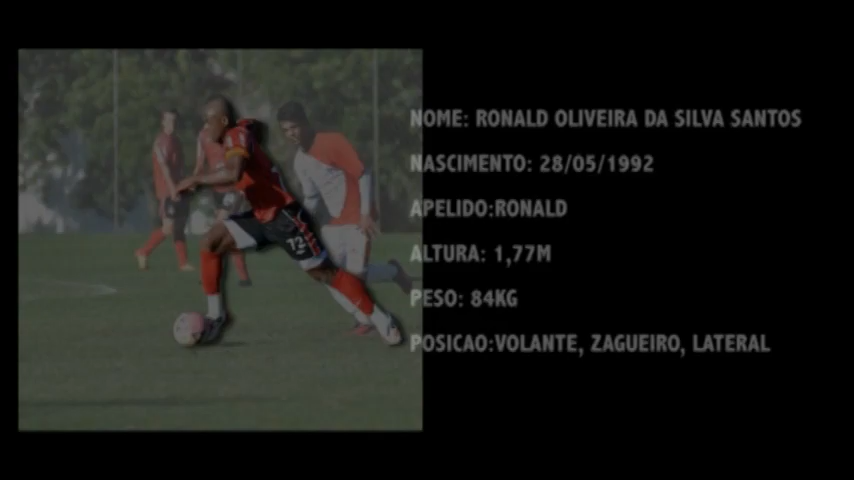 NOME: RONALD OLIVEIRA DA SILVA SANTOS
NASCIMENTO: 28/05/1992
APELIDO:RONALD
ALTURA: 1,77M
PESO: 84KG
POSICAO:VOLANTE, ZAGUEIRO, LATERAL
72